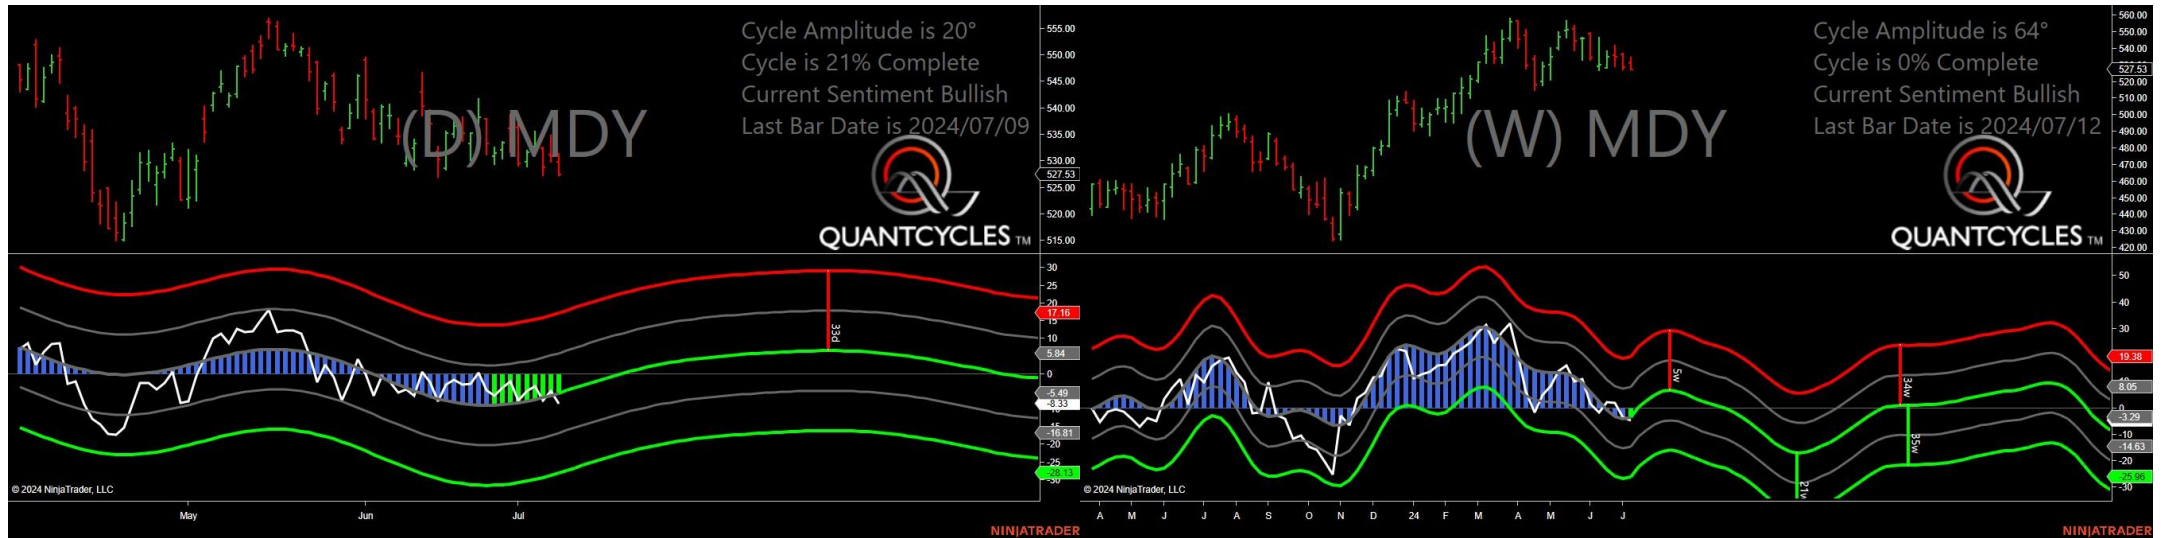 Cycle Amplitude is 20°
Cycle is 21% Complete
Current Sentiment Bullish
Last Bar Date is 2024/07/09
(D) MDY
QUANTCYCLES TM
555.00
550.00
545.00
540.00
535.00
530.00
527.53
525.00
520.00
515.00
30
25
20
17.16
15
10
5.84
0
-5.49
-8.33
-15
-16.81
-20
-25
-28.13
-30
33d
© 2024 NinjaTrader, LLC
May
Jun
Jul
NINJATRADER
Cycle Amplitude is 64°
Cycle is 0% Complete
Current Sentiment Bullish
Last Bar Date is 2024/07/12
(W) MDY
QUANTCYCLES TM
560.00
550.00
540.00
527.53
520.00
510.00
500.00
490.00
480.00
470.00
460.00
450.00
440.00
430.00
420.00
50
40
30
19.38
8.05
0
-3.29
-10
-14.63
-20
-25.96
-30
5w
34w
35w
© 2024 NinjaTrader, LLC
A M J J A S O N D 24 F M A M J J
NINJATRADER